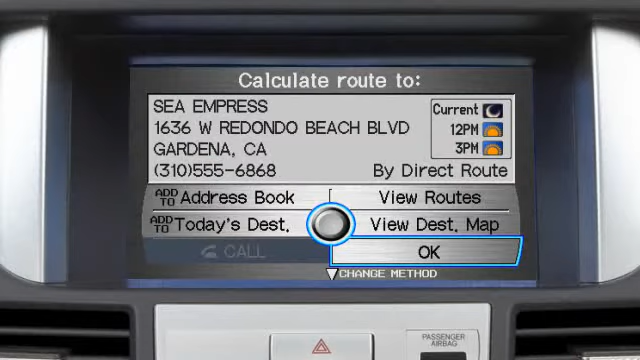 Calculate route to:
SEA EMPRESS
1636 W REDONDO BEACH BLVD
GARDENA, CA
(310)555-6868
By Direct Route
Current
12PM
3PM
ADD TO Address Book
View Routes
ADD TO Today's Dest.
View Dest. Map
CALL
OK
CHANGE METHOD
PASSENGER
AIRBAG